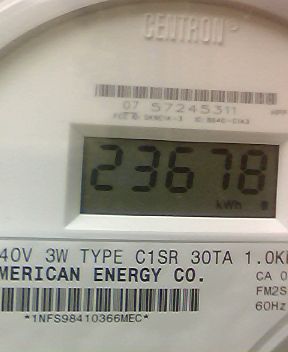 CENTRON®
07 57245311
23678
kWh
40V 3W TYPE C1SR 30TA 1.0K
MERICAN ENERGY CO.
CA 0
FM2S
60Hz
*1NFS98410366MEC*